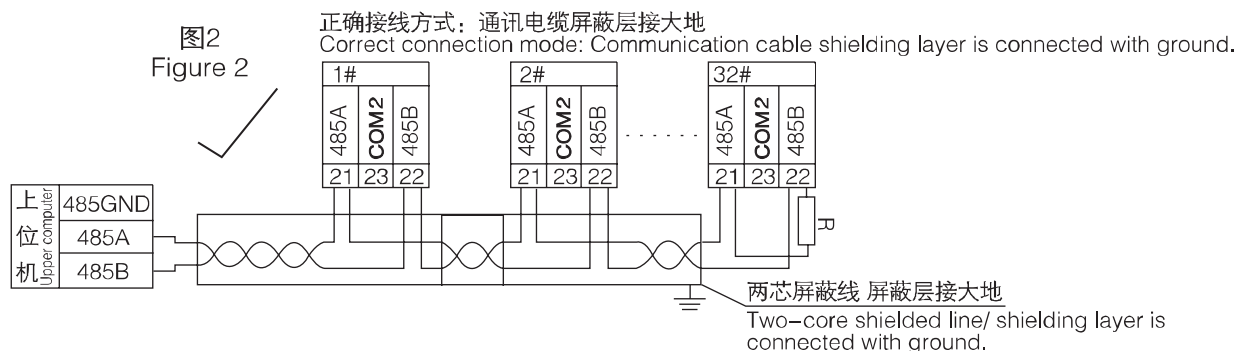 正确接线方式：通讯电缆屏蔽层接大地
Correct connection mode: Communication cable shielding layer is connected with ground.
图2
Figure 2
1#
485A COM2 485B
21 23 22
2#
485A COM2 485B
21 23 22
32#
485A COM2 485B
21 23 22
R
上位机
Upper computer
485GND
485A
485B
两芯屏蔽线 屏蔽层接大地
Two-core shielded line/ shielding layer is
connected with ground.